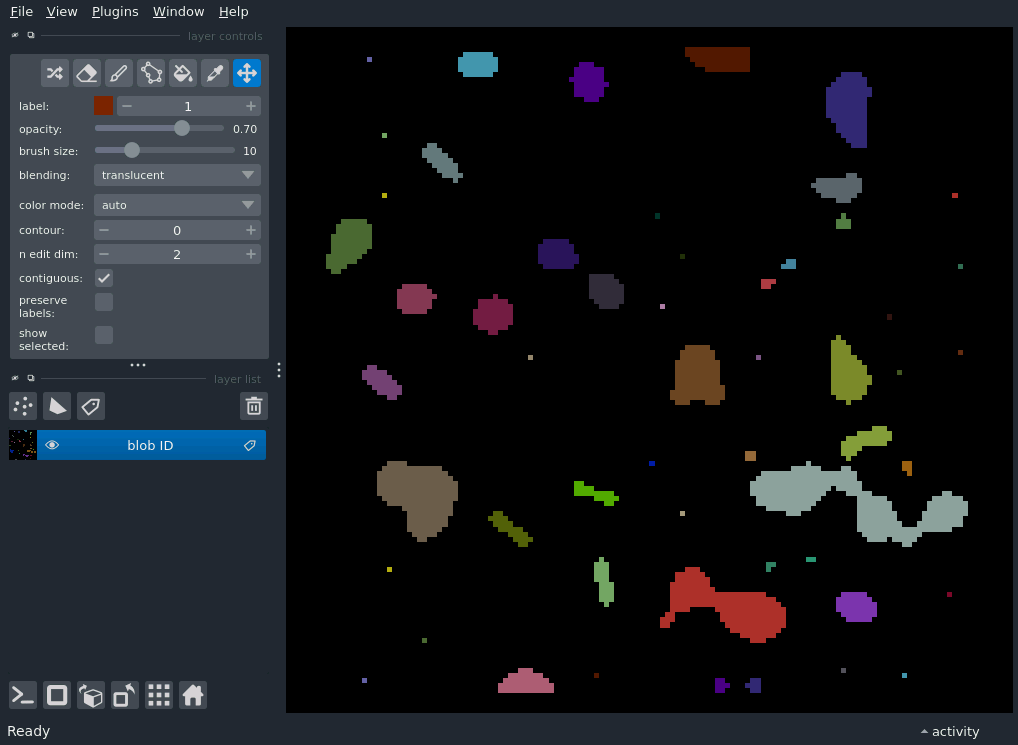 File View Plugins Window Help
layer controls
label: 1
opacity: 0.70
brush size: 10
blending: translucent
color mode: auto
contour: 0
n edit dim: 2
contiguous:
preserve
labels:
show
selected:
layer list
blob ID
Ready
activity